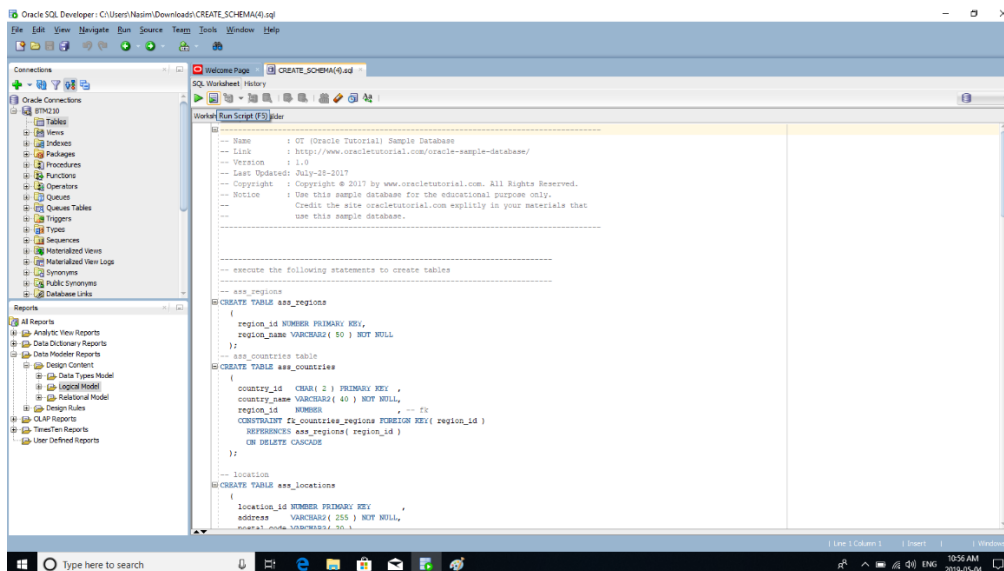 Oracle SQL Developer : C:\Users\Nasim\Downloads\CREATE_SCHEMA(4).sql
File Edit View Navigate Run Source Team Tools Window Help
Connections
Oracle Connections
BTM210
Tables
Views
Indexes
Packages
Procedures
Functions
Operators
Queues
Queues Tables
Triggers
Types
Sequences
Materialized Views
Materialized View Logs
Synonyms
Public Synonyms
Database Links
Reports
All Reports
Analytic View Reports
Data Dictionary Reports
Data Modeler Reports
Design Content
Data Types Model
Logical Model
Relational Model
Design Rules
OLAP Reports
TimesTen Reports
User Defined Reports
Welcome Page CREATE_SCHEMA(4).sql
SQL Worksheet History
Worksh Run Script (F5) ilder
--------------------------------------------------------------------------------------
-- Name : OT (Oracle Tutorial) Sample Database
-- Link : http://www.oracletutorial.com/oracle-sample-database/
-- Version : 1.0
-- Last Updated: July-28-2017
-- Copyright : Copyright © 2017 by www.oracletutorial.com. All Rights Reserved.
-- Notice : Use this sample database for the educational purpose only.
-- Credit the site oracletutorial.com explitly in your materials that
-- use this sample database.
--------------------------------------------------------------------------------------
---------------------------------------------------------------------------
-- execute the following statements to create tables
---------------------------------------------------------------------------
-- ass_regions
CREATE TABLE ass_regions
(
region_id NUMBER PRIMARY KEY,
region_name VARCHAR2( 50 ) NOT NULL
);
-- ass_countries table
CREATE TABLE ass_countries
(
country_id CHAR( 2 ) PRIMARY KEY ,
country_name VARCHAR2( 40 ) NOT NULL,
region_id NUMBER , -- fk
CONSTRAINT fk_countries_regions FOREIGN KEY( region_id )
REFERENCES ass_regions( region_id )
ON DELETE CASCADE
);
-- location
CREATE TABLE ass_locations
(
location_id NUMBER PRIMARY KEY ,
address VARCHAR2( 255 ) NOT NULL,
postal_code VARCHAR2( 20 )
Line 1 Column 1 Insert Windows
Type here to search
ENG
10:56 AM
2019-05-04